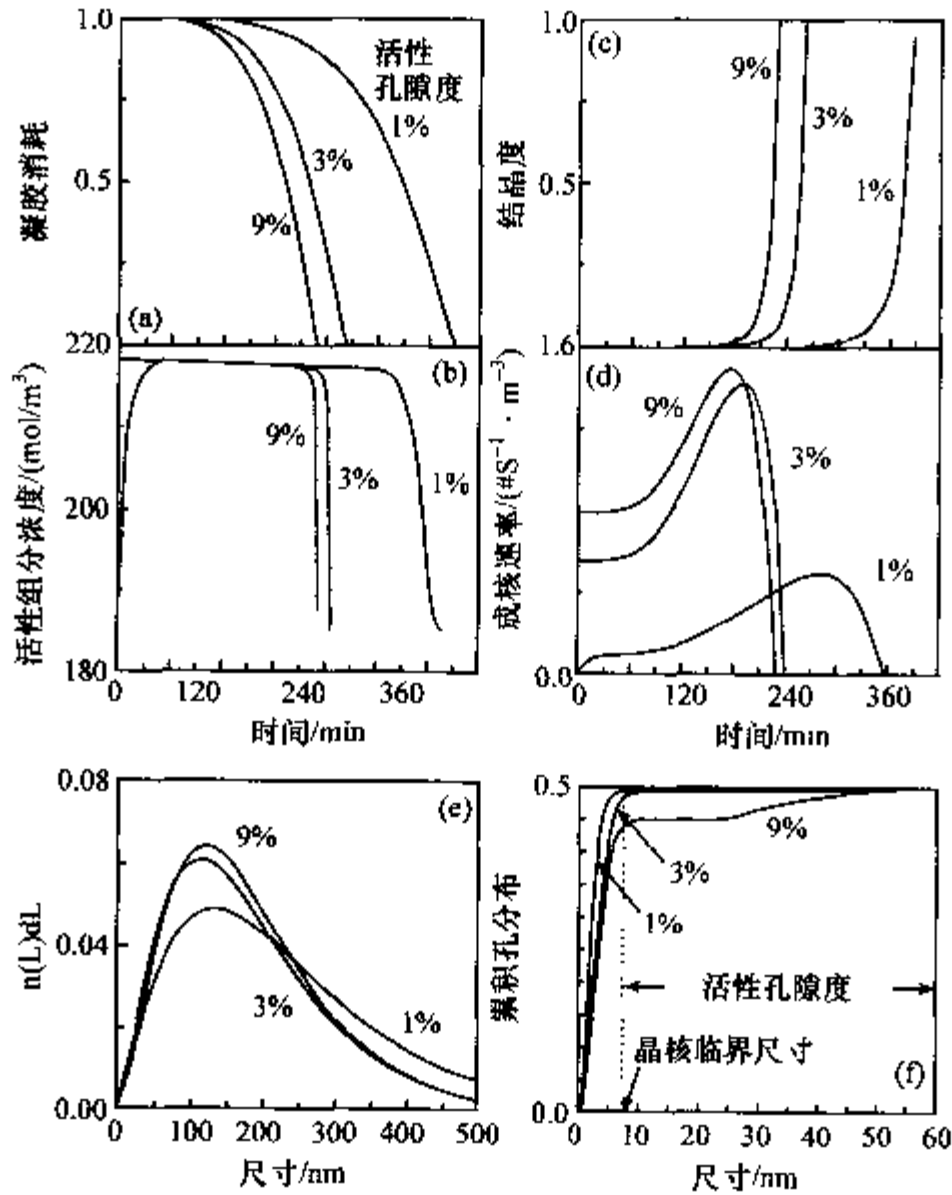 1.0
0.5
220
凝胶消耗
活性
孔隙度
1%
3%
9%
(a)
1.0
0.5
1.6
结晶度
(c)
9%
3%
1%
200
180
活性组分浓度/(mol/m³)
(b)
9%
3%
1%
0
120
240
360
时间/min
0.0
成核速率/(#S⁻¹·m⁻³)
(d)
9%
3%
1%
0
120
240
360
时间/min
0.08
0.04
0.00
n(L)dL
(e)
9%
3%
1%
0
100
200
300
400
500
尺寸/nm
0.5
0.0
累积孔分布
9%
3%
1%
活性孔隙度
晶核临界尺寸
(f)
0
10
20
30
40
50
60
尺寸/nm